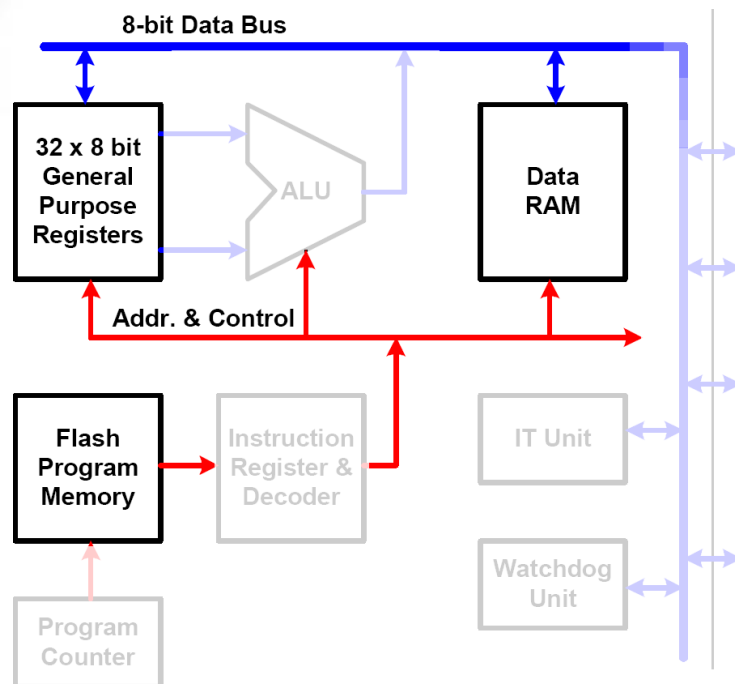 8-bit Data Bus
32 x 8 bit
General
Purpose
Registers
ALU
Data
RAM
Addr. & Control
Flash
Program
Memory
Instruction
Register &
Decoder
IT Unit
Watchdog
Unit
Program
Counter